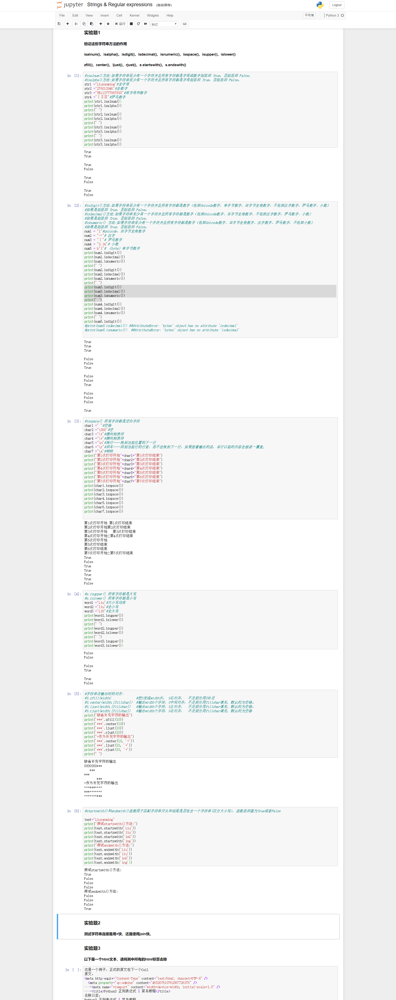 jupyter Strings & Regular expressions (自动保存) Logout
File Edit View Insert Cell Kernel Widgets Help 不可信 Python 3
运行 标记
实验题1
验证这些字符串方法的作用
isalnum()、isalpha()、isdigit()、isdecimal()、isnumeric()、isspace()、isupper()、islower()
zfill()、center()、ljust()、rjust()、s.startswith()、s.endswith()
In [1]:
#isalnum()方法:如果字符串至少有一个字符并且所有字符都是字母或数字则返回 True，否则返回 False。
#isalpha()方法:如果字符串至少有一个字符并且所有字符都是字母则返回 True，否则返回 False。
str1 ="Liuyanming"#全字母
str2 ="276012946"#全数字
str3 ="TEL13777867893"#有字母和数字
str4 ="ⅠⅡⅢ"#罗马数字
print(str1.isalnum())
print(str1.isalpha())
print(" ")
print(str2.isalnum())
print(str2.isalpha())
print(" ")
print(str3.isalnum())
print(str3.isalpha())
print(" ")
print(str3.isalnum())
print(str3.isalpha())
True
True
True
False
True
False
True
False
In [2]:
#isdigit()方法:如果字符串至少有一个字符并且所有字符都是数字（包括Unicode数字，单字节数字，双字节全角数字，不包括汉字数字，罗马数字、小数）
#如果是则返回 True，否则返回 False。
#isdecimal()方法:如果字符串至少有一个字符并且所有字符都是数字（包括Unicode数字、双字节全角数字，不包括汉字数字，罗马数字、小数）
#如果是则返回 True，否则返回 False。
#isnumeric() 方法:如果字符串至少有一个字符并且所有字符都是数字（包括Unicode数字、双字节全角数字、汉字数字、罗马数字，不包括小数）
#如果是则返回 True，否则返回 False。
num1 = "1"#unicode、双字节全角数字
num2 = "一"# 汉字
num3 = "Ⅰ"# 罗马数字
num4 = "3.14"# 小数
num5 = b"1"# （byte）单字节数字
print(num1.isdigit())
print(num1.isdecimal())
print(num1.isnumeric())
print(" ")
print(num2.isdigit())
print(num2.isdecimal())
print(num2.isnumeric())
print(" ")
print(num3.isdigit())
print(num3.isdecimal())
print(num3.isnumeric())
print(" ")
print(num4.isdigit())
print(num4.isdecimal())
print(num4.isnumeric())
print(" ")
print(num5.isdigit())
#print(num5.isdecimal()) ##AttributeError: 'bytes' object has no attribute 'isdecimal'
#print(num5.isnumeric())  ##AttributeError: 'bytes' object has no attribute 'isdecimal'
True
True
True
False
False
True
False
False
True
False
False
False
True
In [3]:
#isspace() 所有字符都是空白字符
char1 =" "#空格
char2 ="\000"#空
char3 ="\t"#横向制表符
char4 ="\v"#横向制表符
char5 ="\n"#换行——换到当前位置的下一行
char6 ="\r"#回车——回到当前行的行首，而不会换到下一行，如果接着输出的话，本行以前的内容会被逐一覆盖;
char7 ="\a"#响铃
print("第1次打印开始"+char1+"第1次打印结束")
print("第2次打印开始"+char2+"第2次打印结束")
print("第3次打印开始"+char3+"第3次打印结束")
print("第4次打印开始"+char4+"第4次打印结束")
print("第5次打印开始"+char5+"第5次打印结束")
print("第6次打印开始"+char6+"第6次打印结束")
print("第7次打印开始"+char7+"第7次打印结束")
print(char1.isspace())
print(char2.isspace())
print(char3.isspace())
print(char4.isspace())
print(char5.isspace())
print(char6.isspace())
print(char7.isspace())
第1次打印开始 第1次打印结束
第2次打印开始第2次打印结束
第3次打印开始   第3次打印结束
第4次打印开始□第4次打印结束
第5次打印开始
第5次打印结束
第6次打印结束
第7次打印开始□第7次打印结束
True
False
True
True
True
True
False
In [4]:
#s.isupper() 所有字符都是大写
#s.islower() 所有字符都是小写
word1 ="Liu"#大小写均有
word2 ="liu"#全小写
word3 ="LIU"#全大写
print(word1.isupper())
print(word1.islower())
print(" ")
print(word2.isupper())
print(word2.islower())
print(" ")
print(word3.isupper())
print(word3.islower())
False
False
False
True
True
False
In [5]:
#字符串在输出时的对齐:
#S.zfill(width) #把S变成width长, S右对齐, 不足部分用0补足
#S.center(width,[fillchar]) #输出width个字符，S中间对齐，不足部分用fillchar填充，默认的为空格。
#S.ljust(width,[fillchar]) #输出width个字符，S左对齐， 不足部分用fillchar填充，默认的为空格。
#S.rjust(width,[fillchar]) #输出width个字符，S右对齐， 不足部分用fillchar填充，默认的为空格
print("缺省补充字符的输出")
print('***'.zfill(10))
print('***'.center(10))
print('***'.ljust(10))
print('***'.rjust(10))
print("+作为补充字符的输出")
print('***'.center(10, '+'))
print('***'.ljust(10, '+'))
print('***'.rjust(10, '+'))
print(" ")
缺省补充字符的输出
0000000***
   ***
***
       ***
+作为补充字符的输出
+++***++++
***+++++++
+++++++***
In [6]:
#startswith()和endswith()函数用于匹配字符串开头和结尾是否包含一个字符串(区分大小写)，函数返回值为True或者False
test="Liuyanming"
print("测试startswith()方法:")
print(test.startswith('Liu'))
print(test.startswith('liu'))
print(test.startswith('inG'))
print(test.startswith('ing'))
print("测试endswith()方法:")
print(test.endswith('Liu'))
print(test.endswith('liu'))
print(test.endswith('inG'))
print(test.endswith('ing'))
测试startswith()方法:
True
False
False
False
测试endswith()方法:
False
False
False
True
实验题2
测试字符串连接是用+快，还是使用join快。
实验题3
以下是一个html文本，请将其中所有的html标签去除
In [ ]:
这是一个例子，正式的原文在下一个Cell
原文:
<meta http-equiv="Content-Type" content="text/html; charset=UTF-8" />
<meta property="qc:admins" content="465267610762567726375" />
<meta name="viewport" content="width=device-width, initial-scale=1.0" />
<title>Python3 正则表达式 | 菜鸟教程</title>
去除以后:
Python3 正则表达式 | 菜鸟教程